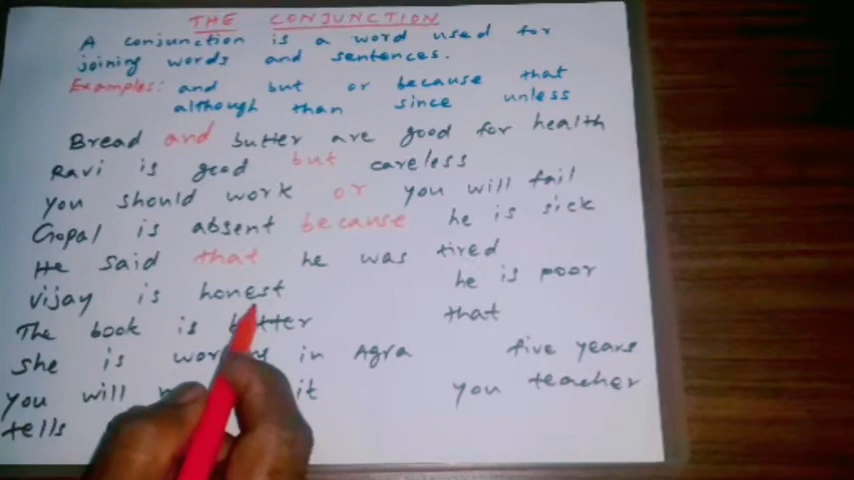 THE CONJUNCTION
A conjunction is a word used for
joining words and sentences.
Examples: and but or because that
although than since unless
Bread and butter are good for health
Ravi is good but careless
you should work or you will fail
Gopal is absent because he is sick
He said that he was tired
vijay is honest he is poor
The book is better that
she is working in Agra five years
you will it you teacher
tells